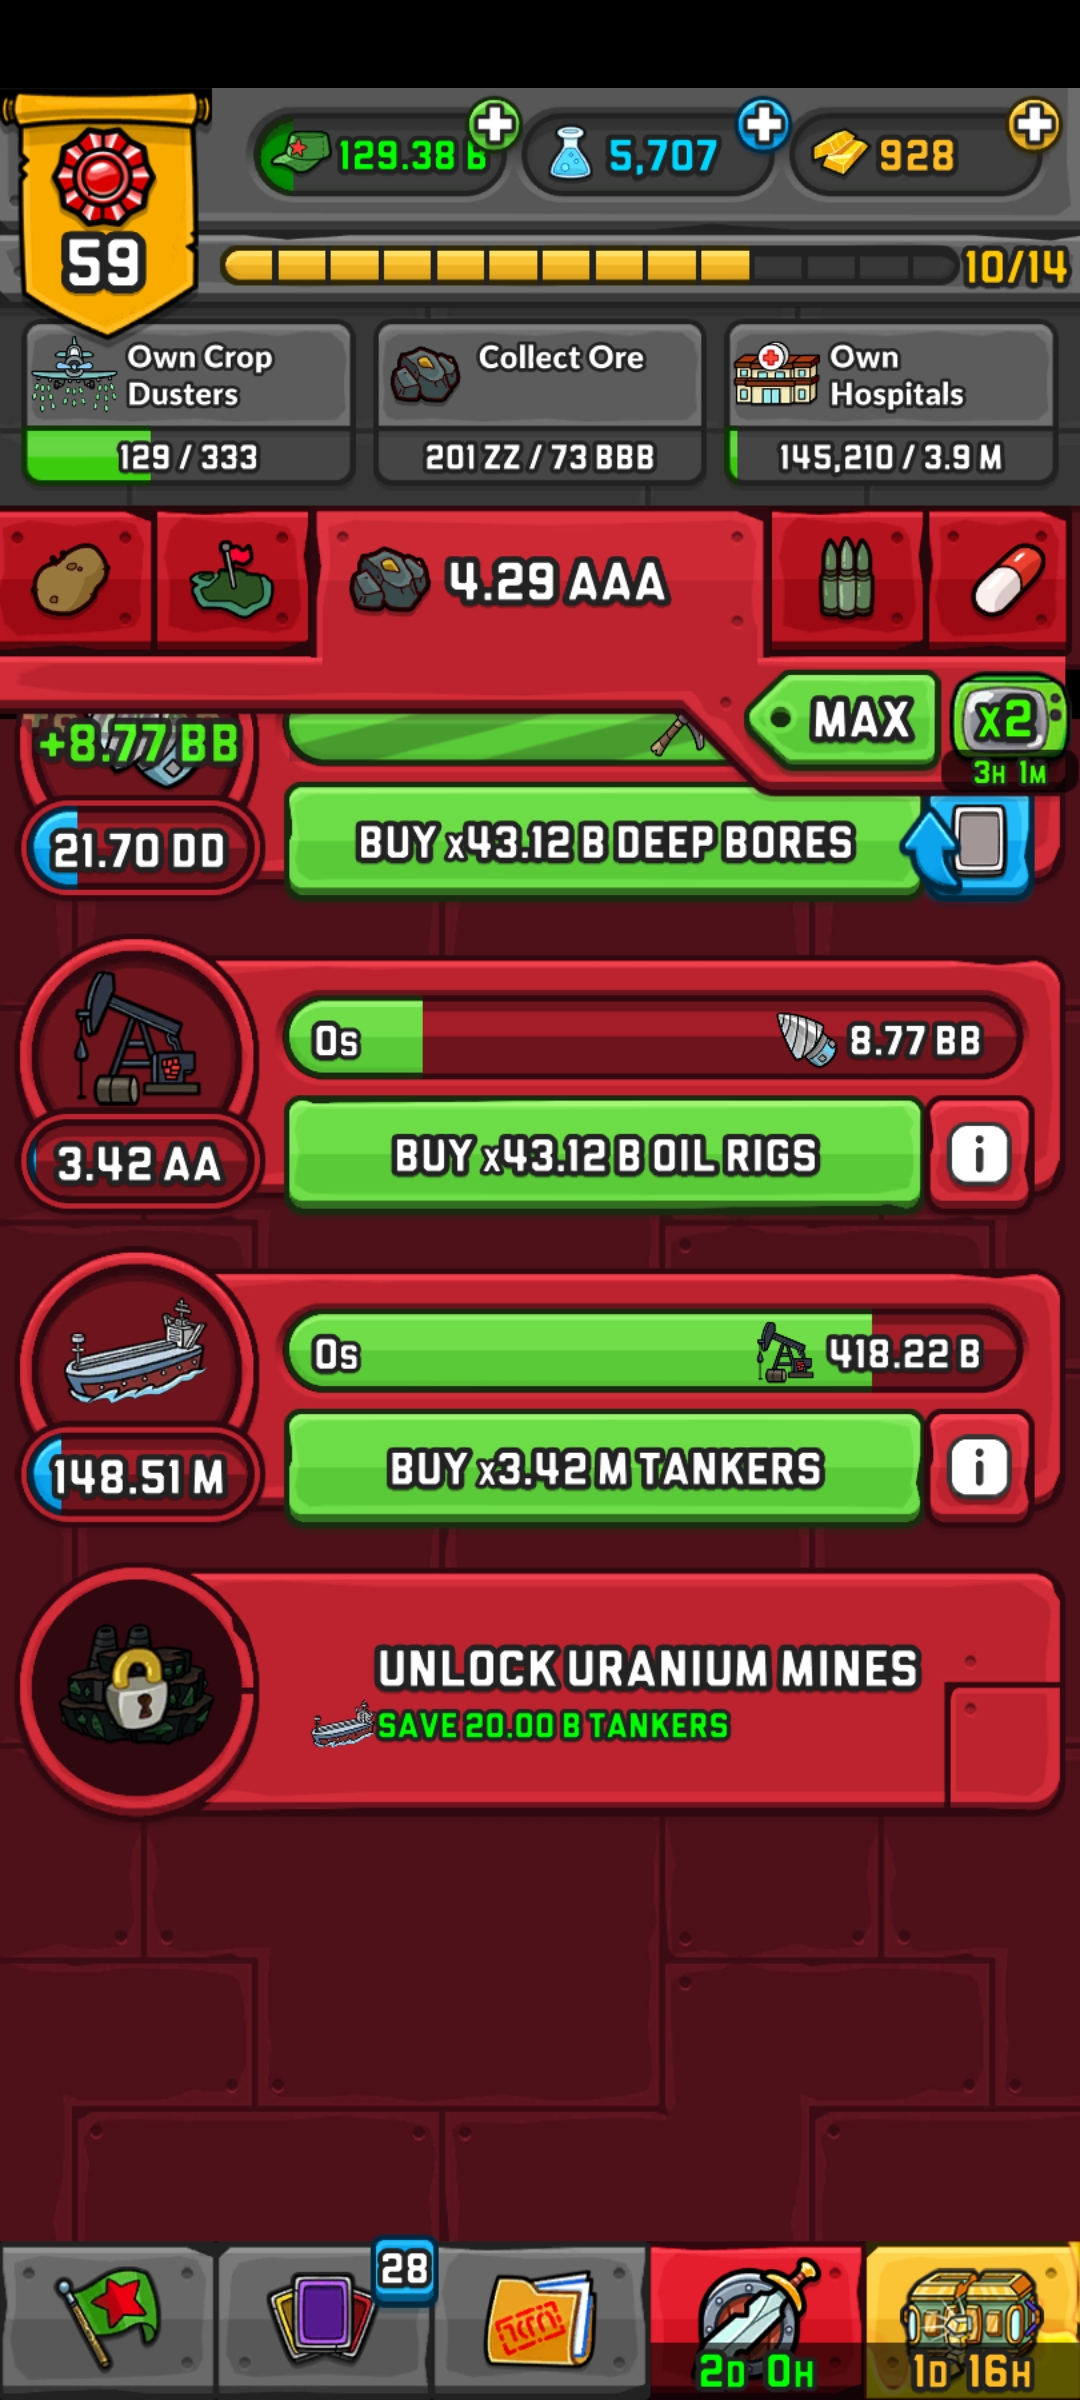 129.38 B
5,707
928
59
10/14
Own Crop
Dusters
129 / 333
Collect Ore
201 ZZ / 73 BBB
Own
Hospitals
145,210 / 3.9 M
4.29 AAA
MAX
x2
3H 1M
+8.77 BB
21.70 DD
BUY x43.12 B DEEP BORES
0s
8.77 BB
3.42 AA
BUY x43.12 B OIL RIGS
i
0s
418.22 B
148.51 M
BUY x3.42 M TANKERS
i
UNLOCK URANIUM MINES
SAVE 20.00 B TANKERS
28
2D 0H
1D 16H